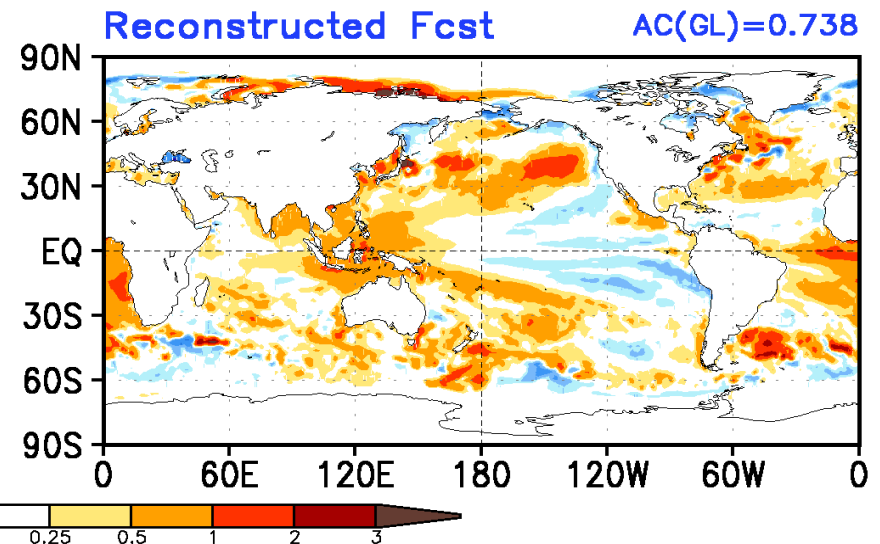 Reconstructed Fcst AC(GL)=0.738
90N
60N
30N
EQ
30S
60S
90S
0 60E 120E 180 120W 60W 0
0.25 0.5 1 2 3